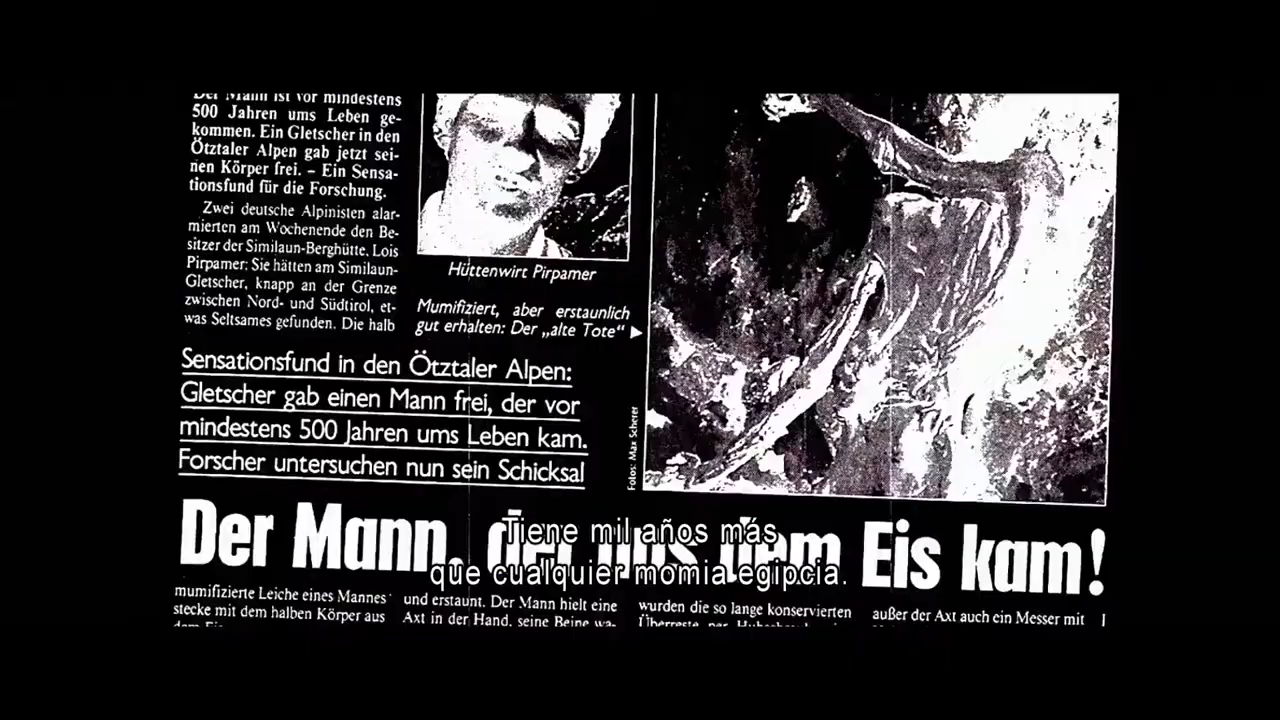 Der Mann ist vor mindestens
500 Jahren ums Leben ge-
kommen. Ein Gletscher in den
Ötztaler Alpen gab jetzt sei-
nen Körper frei. – Ein Sensa-
tionsfund für die Forschung.
Zwei deutsche Alpinisten alar-
mierten am Wochenende den Be-
sitzer der Similaun-Berghütte, Lois
Pirpamer: Sie hätten am Similaun-
Gletscher, knapp an der Grenze
zwischen Nord- und Südtirol, et-
was Seltsames gefunden. Die halb
Hüttenwirt Pirpamer
Mumifiziert, aber erstaunlich
gut erhalten: Der „alte Tote“ ▶
Fotos: Max Scherer
Sensationsfund in den Ötztaler Alpen:
Gletscher gab einen Mann frei, der vor
mindestens 500 Jahren ums Leben kam.
Forscher untersuchen nun sein Schicksal
Der Mann, der aus dem Eis kam!
Tiene mil años más
que cualquier momia egipcia.
mumifizierte Leiche eines Mannes
stecke mit dem halben Körper aus
dem Eis
und erstaunt. Der Mann hielt eine
Axt in der Hand, seine Beine wa-
wurden die so lange konservierten
Überreste per
außer der Axt auch ein Messer mit